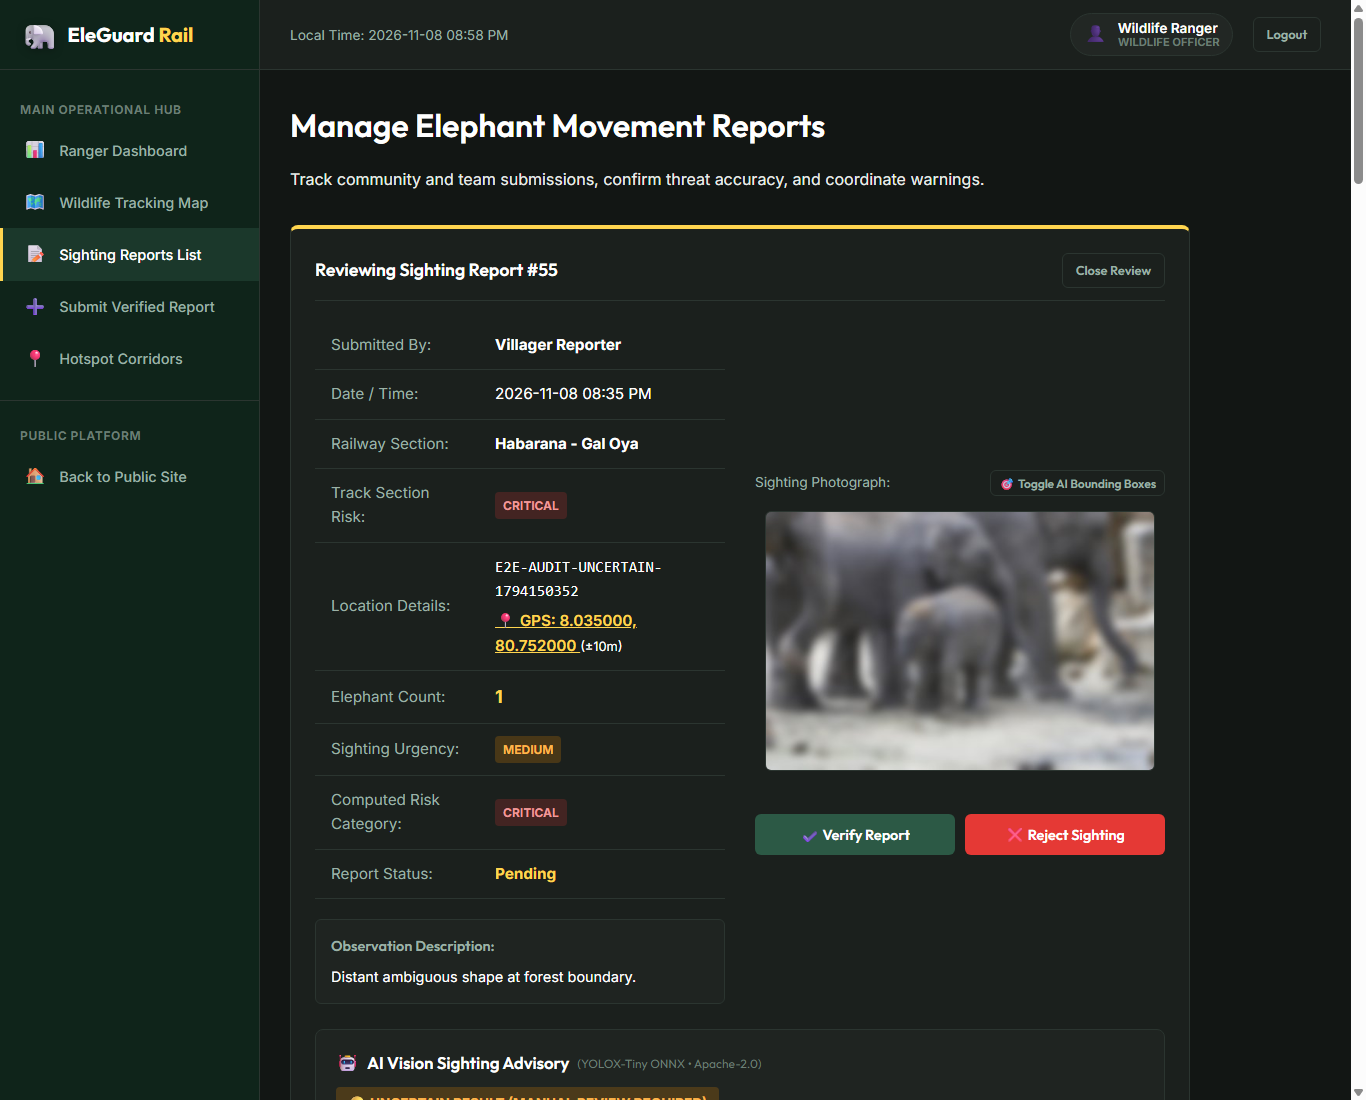 EleGuard Rail
Local Time: 2026-11-08 08:58 PM
Wildlife Ranger
WILDLIFE OFFICER
Logout
MAIN OPERATIONAL HUB
Ranger Dashboard
Wildlife Tracking Map
Sighting Reports List
Submit Verified Report
Hotspot Corridors
PUBLIC PLATFORM
Back to Public Site
Manage Elephant Movement Reports
Track community and team submissions, confirm threat accuracy, and coordinate warnings.
Reviewing Sighting Report #55
Close Review
Submitted By: Villager Reporter
Date / Time: 2026-11-08 08:35 PM
Railway Section: Habarana - Gal Oya
Track Section
Risk:
CRITICAL
Location Details:
E2E-AUDIT-UNCERTAIN-
1794150352
GPS: 8.035000,
80.752000 (±10m)
Elephant Count: 1
Sighting Urgency: MEDIUM
Computed Risk
Category:
CRITICAL
Report Status: Pending
Observation Description:
Distant ambiguous shape at forest boundary.
Sighting Photograph:
Toggle AI Bounding Boxes
Verify Report
Reject Sighting
AI Vision Sighting Advisory (YOLOX-Tiny ONNX • Apache-2.0)
UNCERTAIN RESULT (MANUAL REVIEW REQUIRED)